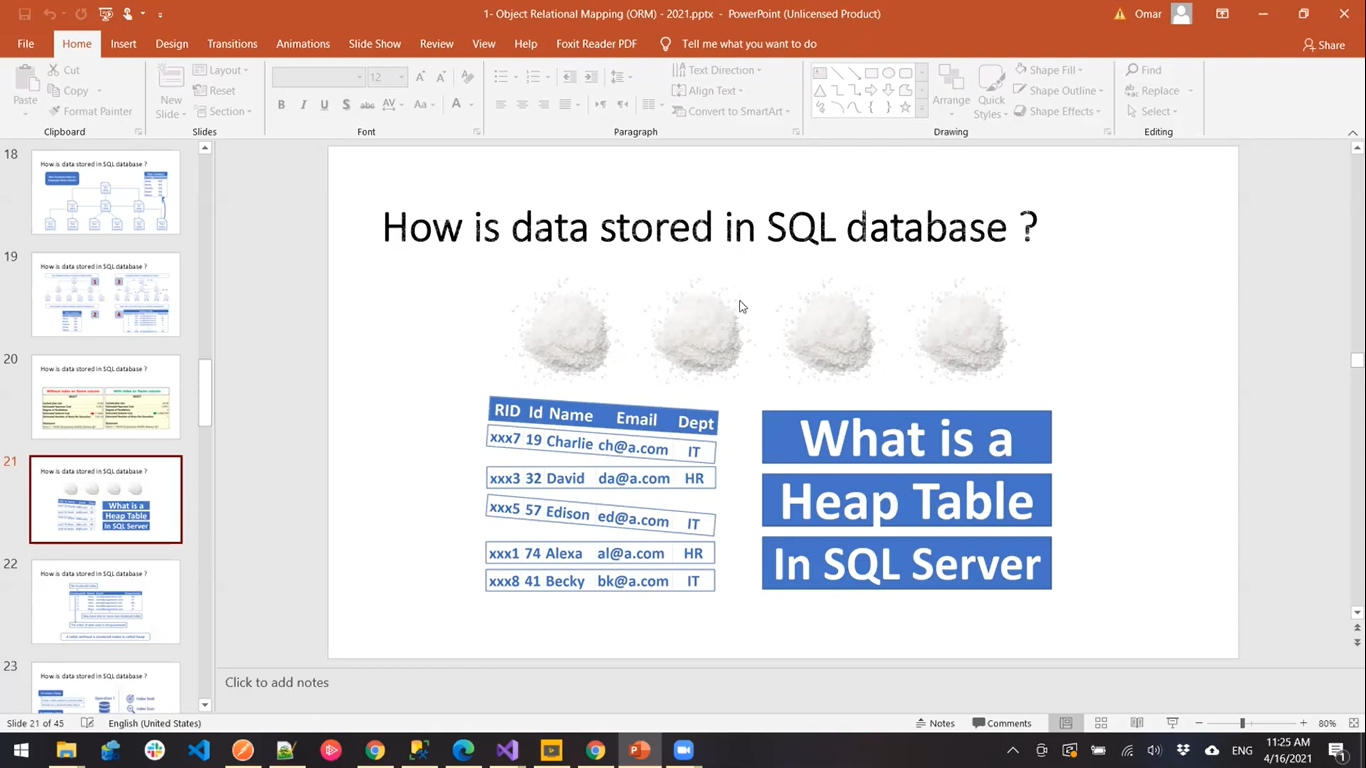 1- Object Relational Mapping (ORM) - 2021.pptx - PowerPoint (Unlicensed Product)
Omar
File Home Insert Design Transitions Animations Slide Show Review View Help Foxit Reader PDF Tell me what you want to do
Share
Paste
Cut
Copy
Format Painter
Clipboard
New Slide
Layout
Reset
Section
Slides
12
Font
Text Direction
Align Text
Convert to SmartArt
Paragraph
Arrange
Quick Styles
Shape Fill
Shape Outline
Shape Effects
Drawing
Find
Replace
Select
Editing
18
How is data stored in SQL database ?
19
How is data stored in SQL database ?
20
How is data stored in SQL database ?
21
How is data stored in SQL database ?
What is a
Heap Table
In SQL Server
22
How is data stored in SQL database ?
23
How is data stored in SQL database ?
How is data stored in SQL database ?
RID Id Name Email Dept
xxx7 19 Charlie ch@a.com IT
xxx3 32 David da@a.com HR
xxx5 57 Edison ed@a.com IT
xxx1 74 Alexa al@a.com HR
xxx8 41 Becky bk@a.com IT
What is a
Heap Table
In SQL Server
Click to add notes
Slide 21 of 45 English (United States) Notes Comments 80%
ENG 11:25 AM
4/16/2021